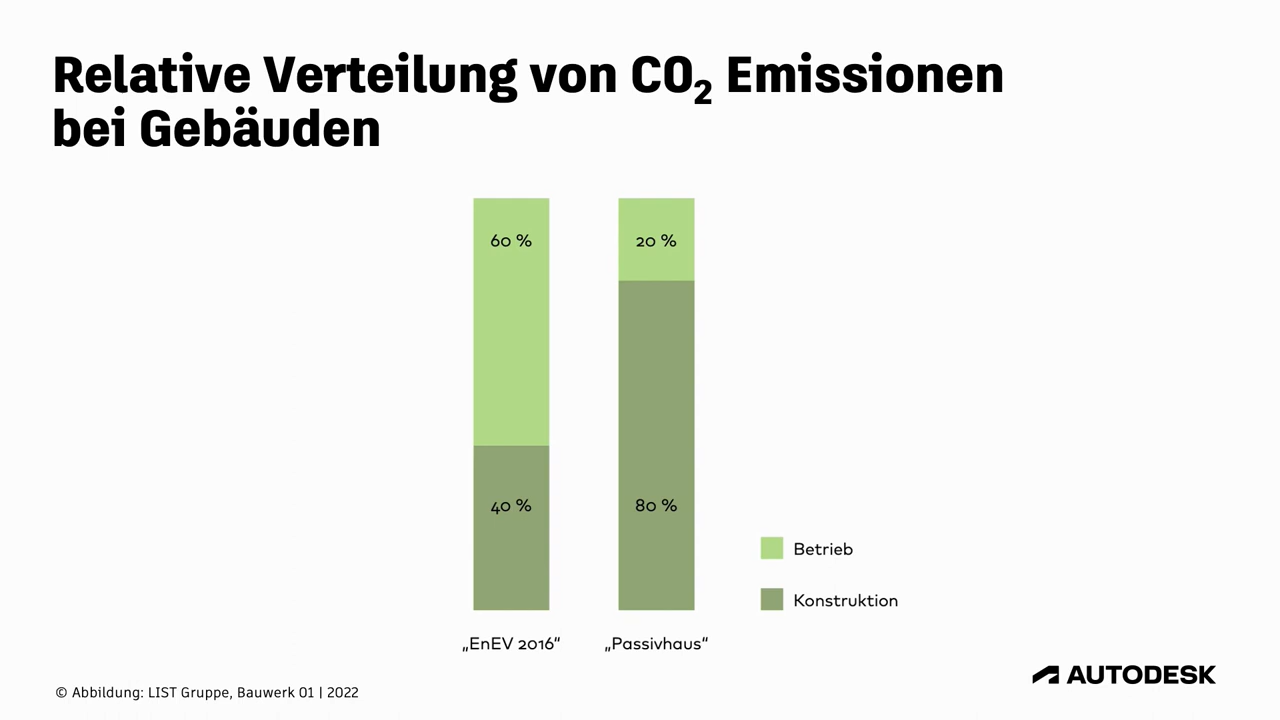 Relative Verteilung von CO₂ Emissionen
bei Gebäuden
60 %
20 %
40 %
80 %
Betrieb
Konstruktion
„EnEV 2016“
„Passivhaus“
AUTODESK
© Abbildung: LIST Gruppe, Bauwerk 01 | 2022